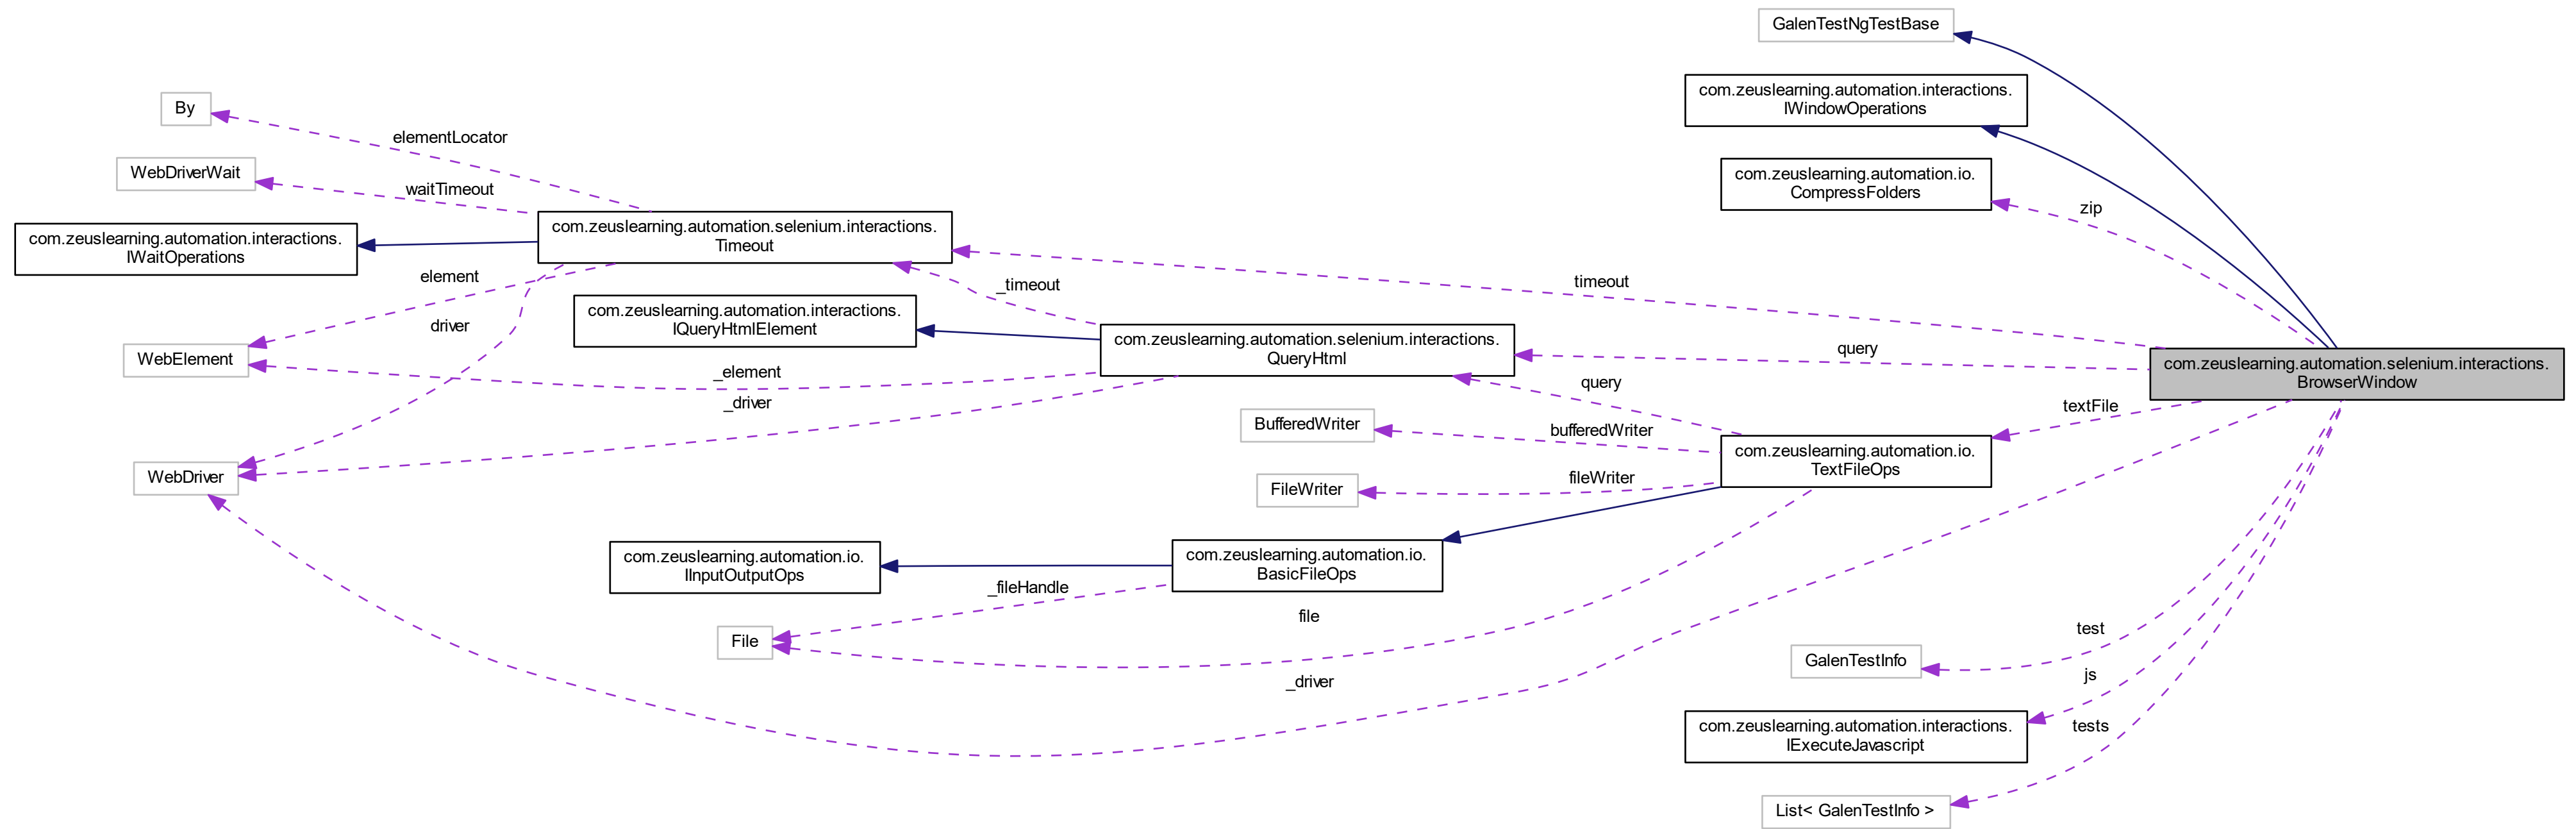 GalenTestNgTestBase
com.zeuslearning.automation.interactions.
IWindowOperations
By
elementLocator
WebDriverWait
waitTimeout
com.zeuslearning.automation.io.
CompressFolders
zip
com.zeuslearning.automation.interactions.
IWaitOperations
com.zeuslearning.automation.selenium.interactions.
Timeout
element
_timeout
timeout
driver
com.zeuslearning.automation.interactions.
IQueryHtmlElement
com.zeuslearning.automation.selenium.interactions.
QueryHtml
query
WebElement
_element
_driver
com.zeuslearning.automation.selenium.interactions.
BrowserWindow
query
textFile
BufferedWriter
bufferedWriter
com.zeuslearning.automation.io.
TextFileOps
WebDriver
FileWriter
fileWriter
com.zeuslearning.automation.io.
IInputOutputOps
com.zeuslearning.automation.io.
BasicFileOps
_fileHandle
file
File
test
GalenTestInfo
_driver
js
com.zeuslearning.automation.interactions.
IExecuteJavascript
tests
List< GalenTestInfo >